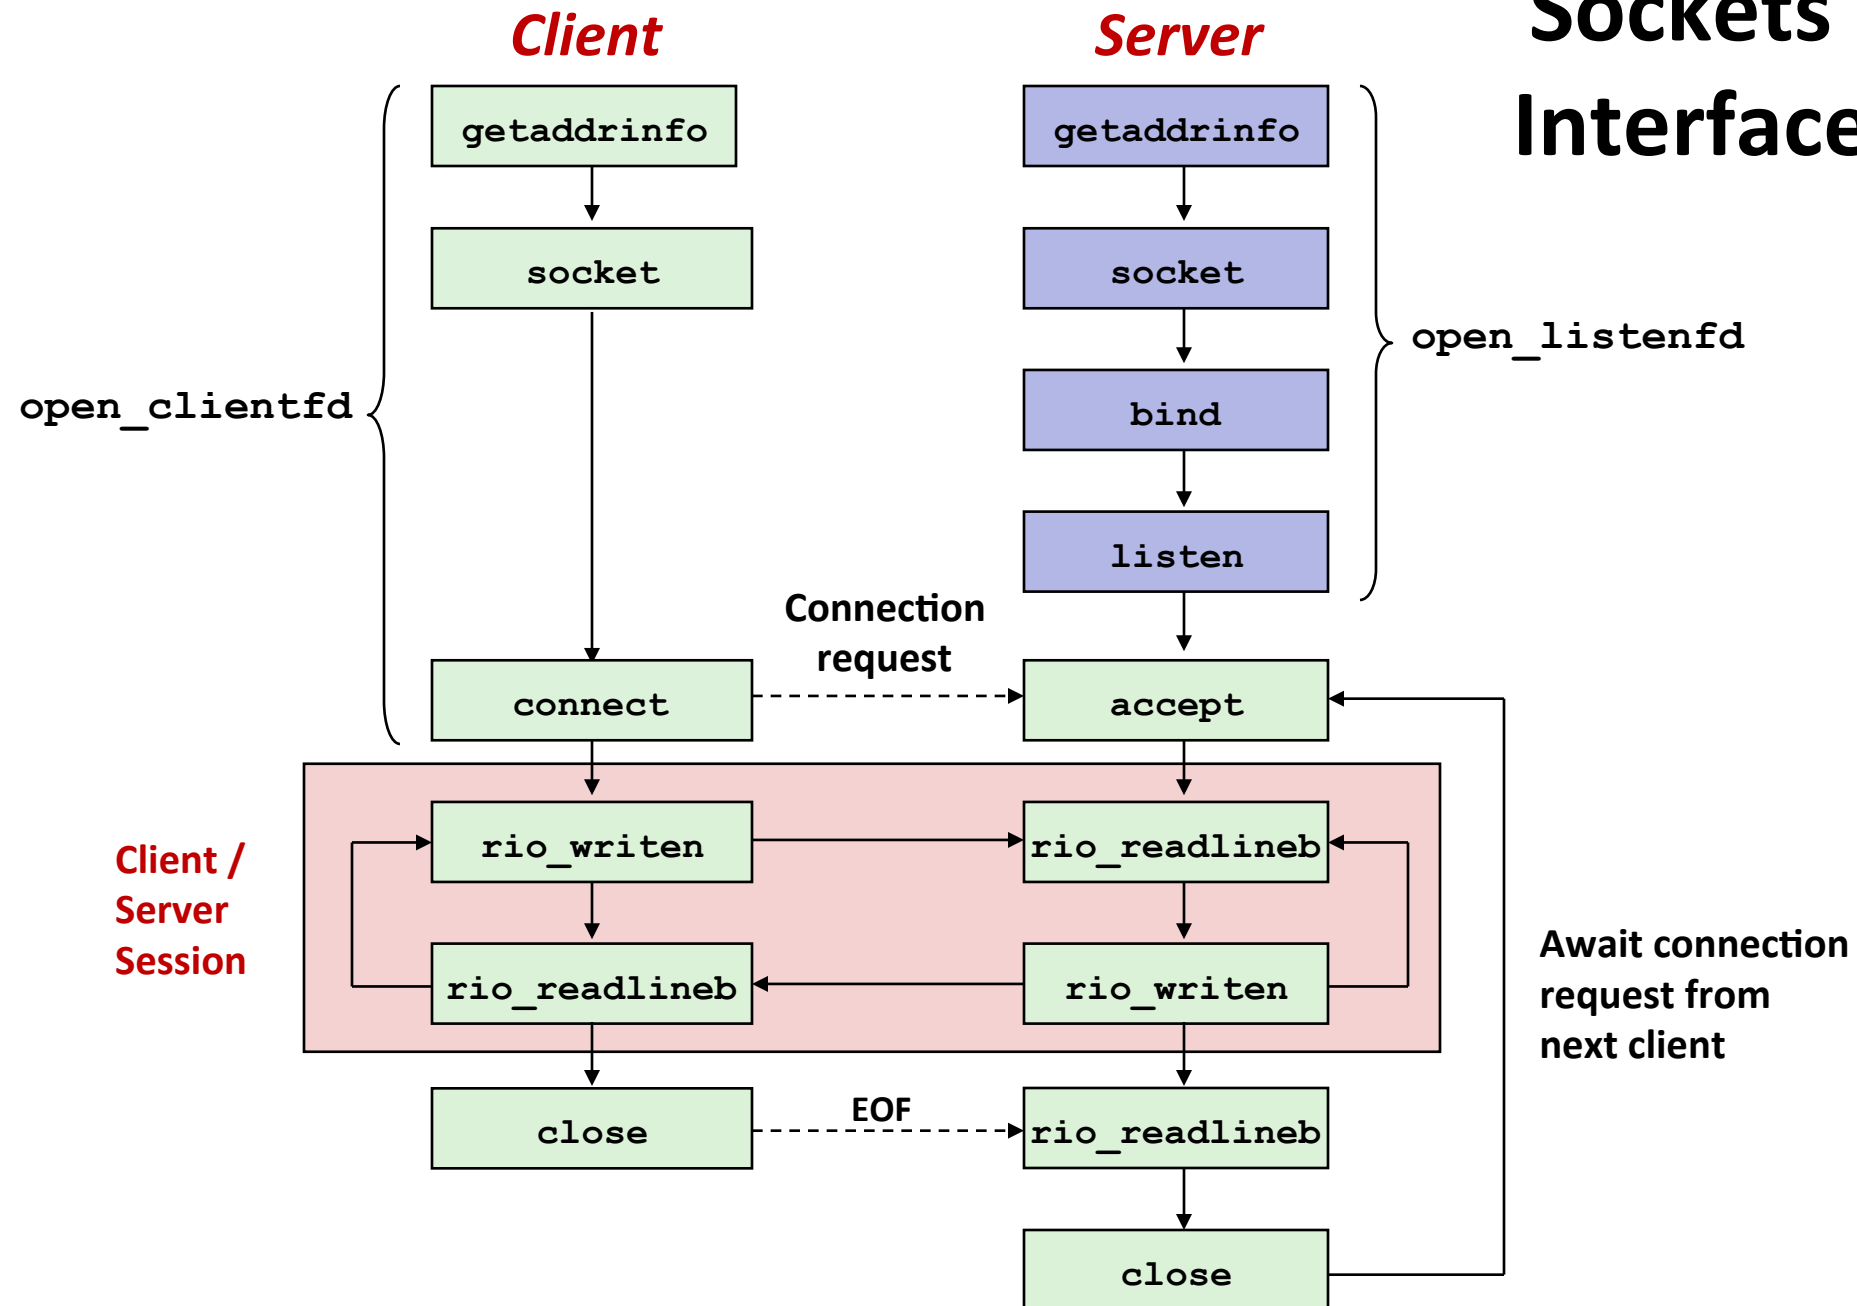 Sockets
Interface
Client
Server
getaddrinfo
getaddrinfo
socket
socket
open_listenfd
bind
open_clientfd
listen
Connection
request
connect
accept
rio_writen
rio_readlineb
Client /
Server
Session
rio_readlineb
rio_writen
Await connection
request from
next client
close
EOF
rio_readlineb
close